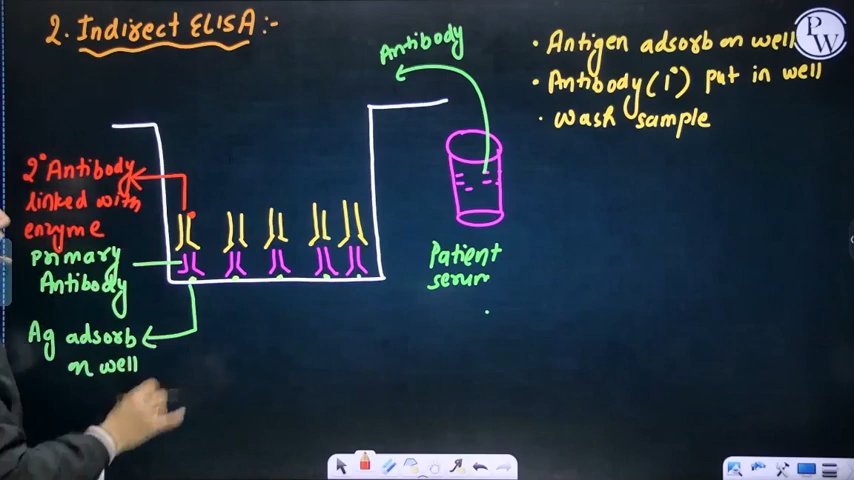 2. Indirect ELISA :-
Antibody
• Antigen adsorb on well
• Antibody (1°) put in well
• wash sample
PW
2° Antibody
linked with
enzyme
Primary
Antibody
Ag adsorb
on well
Patient
serum